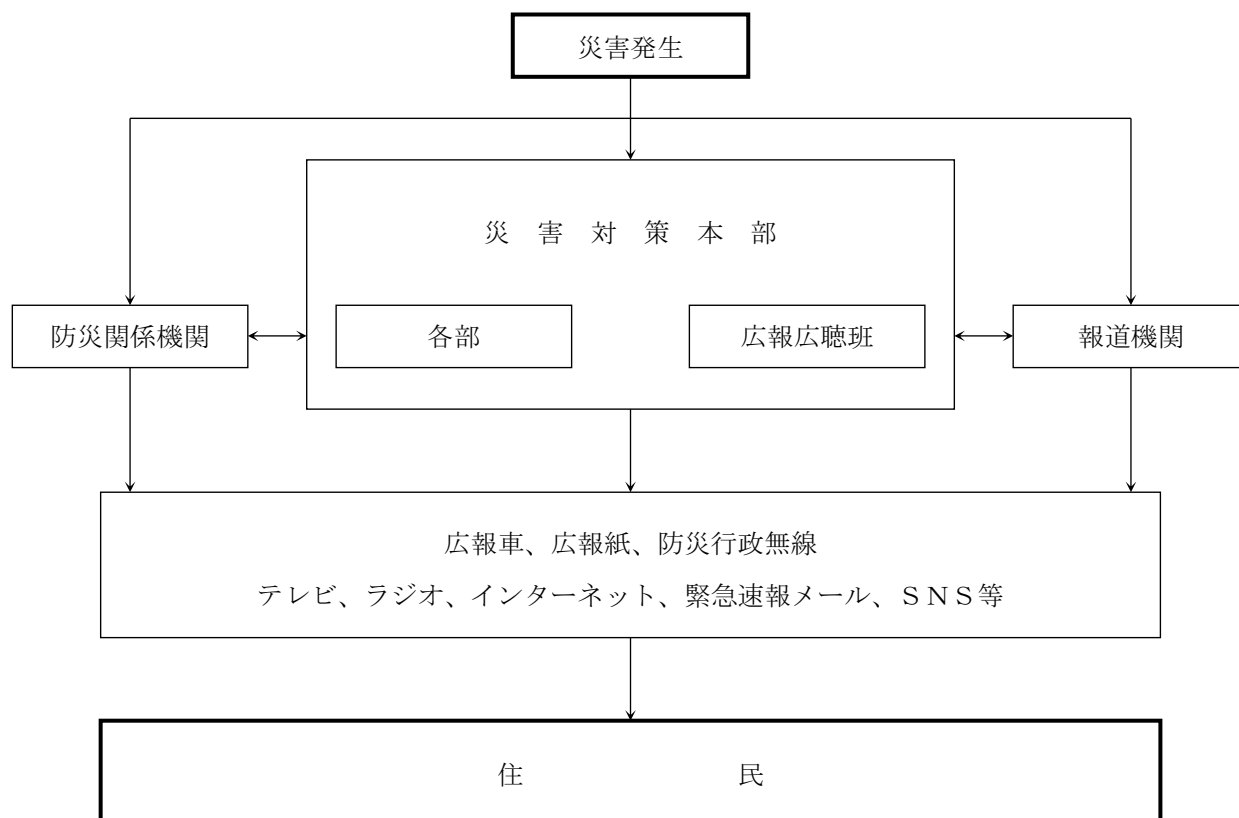 災害発生
災害対策本部
防災関係機関
各部
広報広聴班
報道機関
広報車、広報紙、防災行政無線
テレビ、ラジオ、インターネット、緊急速報メール、ＳＮＳ等
住民